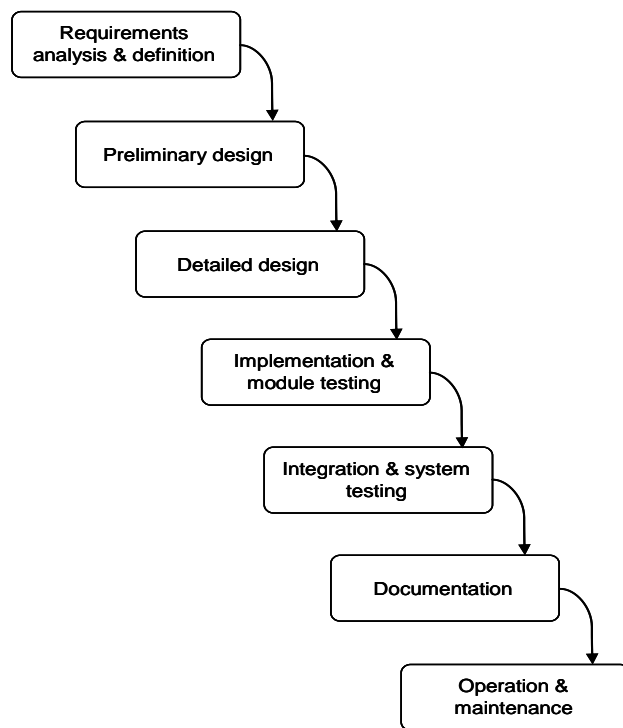 Requirements
analysis & definition
Preliminary design
Detailed design
Implementation &
module testing
Integration & system
testing
Documentation
Operation &
maintenance